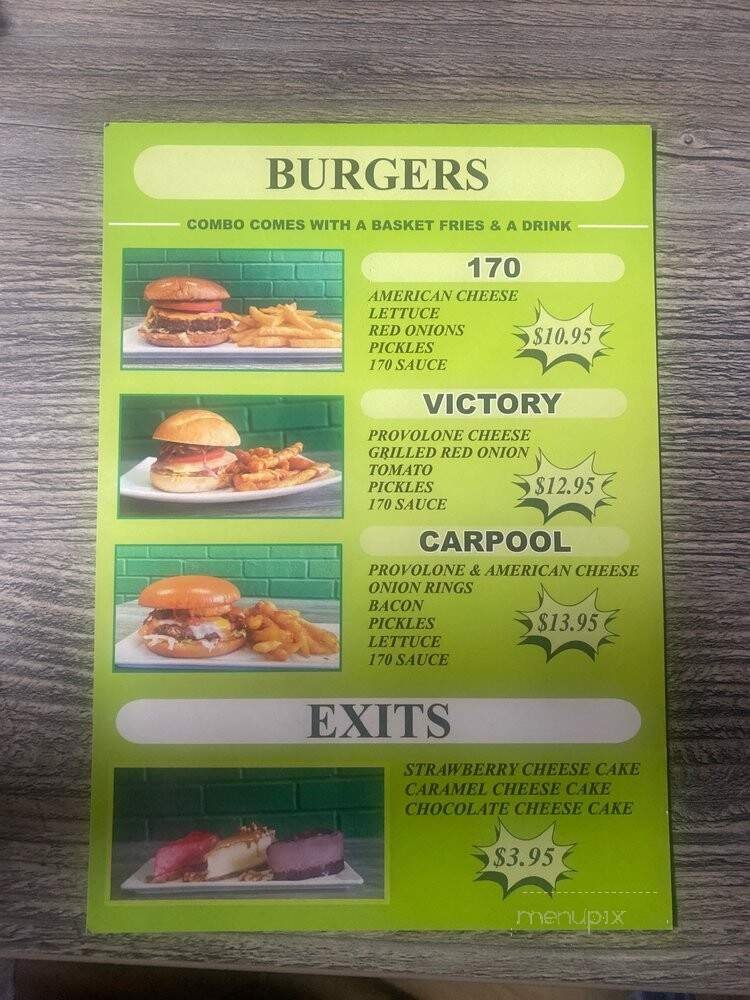 BURGERS
COMBO COMES WITH A BASKET FRIES & A DRINK
170
AMERICAN CHEESE
LETTUCE
RED ONIONS
PICKLES
170 SAUCE
$10.95
VICTORY
PROVOLONE CHEESE
GRILLED RED ONION
TOMATO
PICKLES
170 SAUCE
$12.95
CARPOOL
PROVOLONE & AMERICAN CHEESE
ONION RINGS
BACON
PICKLES
LETTUCE
170 SAUCE
$13.95
EXITS
STRAWBERRY CHEESE CAKE
CARAMEL CHEESE CAKE
CHOCOLATE CHEESE CAKE
$3.95
menupix